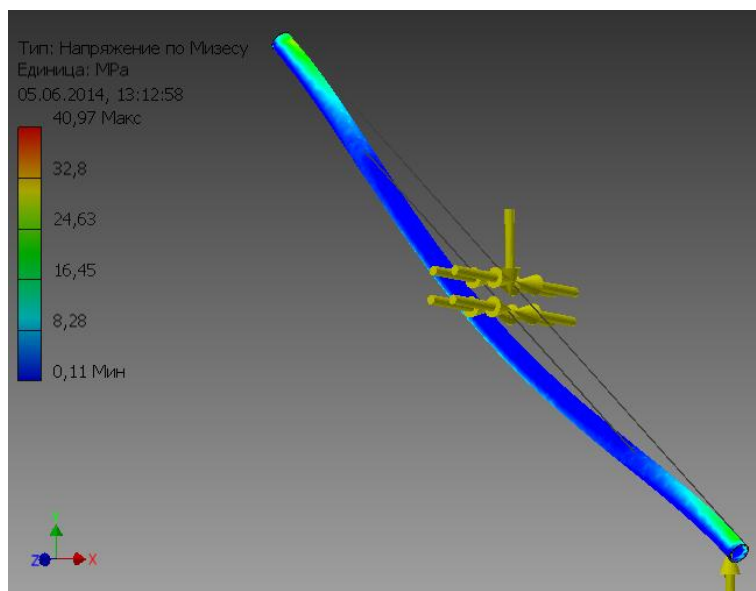 Тип: Напряжение по Мизесу
Единица: MPa
05.06.2014, 13:12:58
40,97 Макс
32,8
24,63
16,45
8,28
0,11 Мин
Y
Z
X